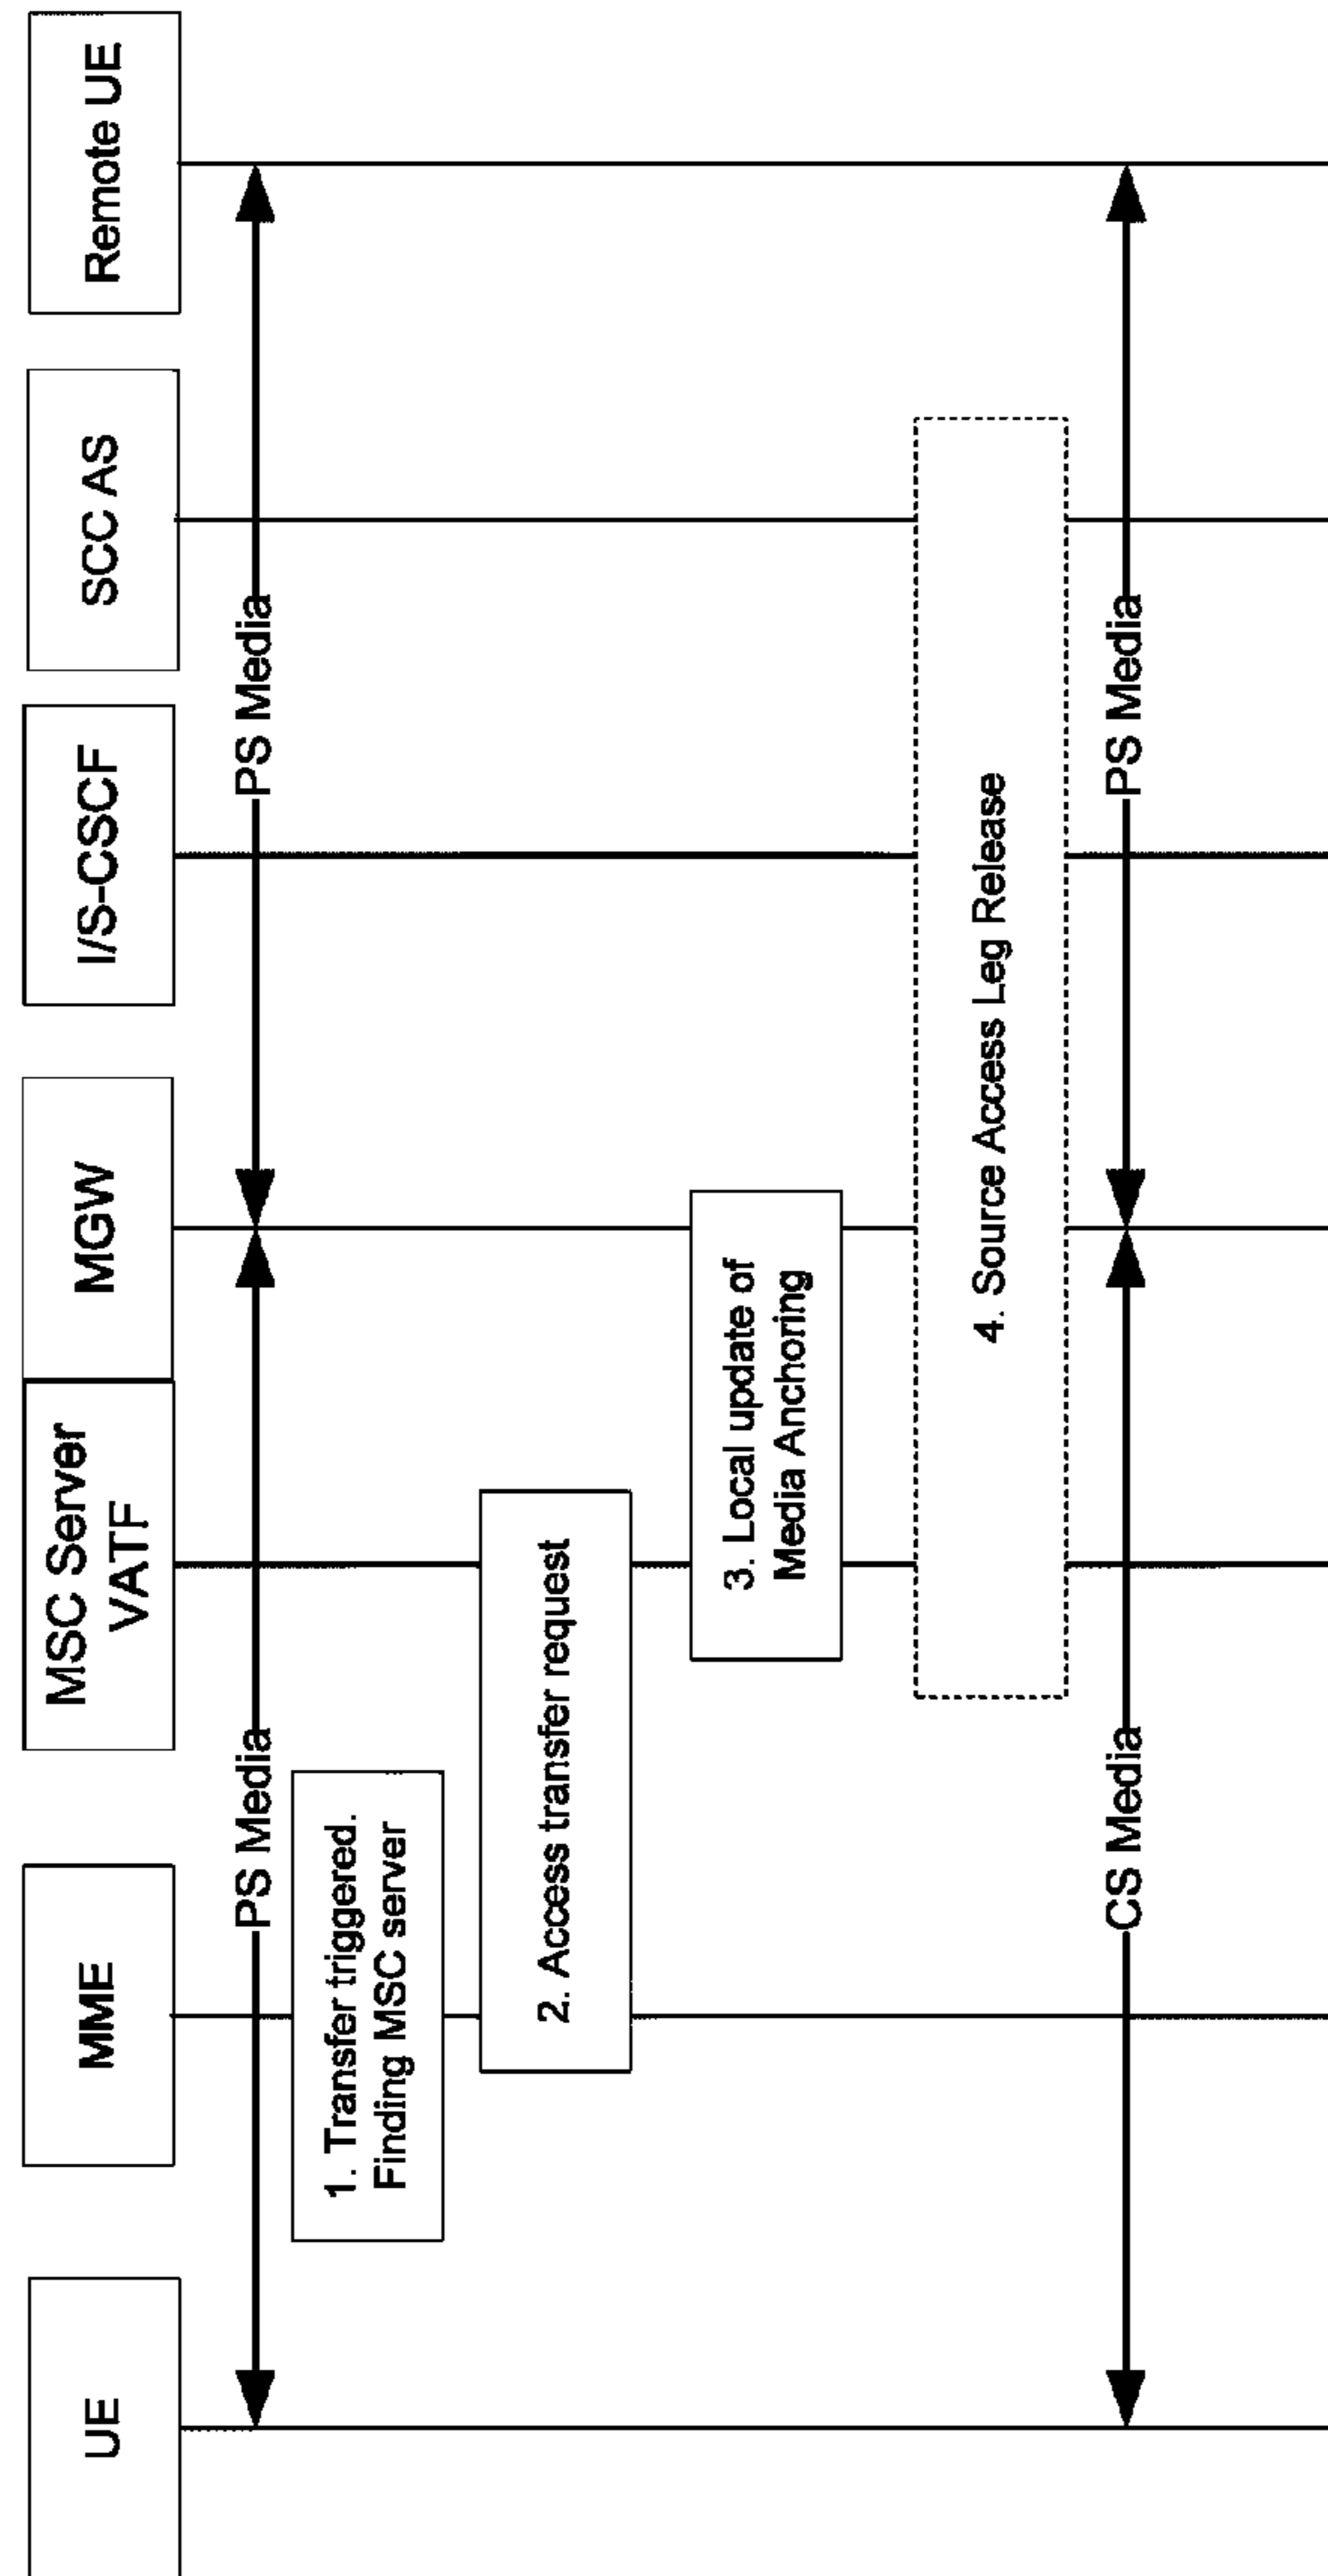 UE
MME
MSC Server
VATF
MGW
I/S-CSCF
SCC AS
Remote UE
PS Media
PS Media
1. Transfer triggered.
Finding MSC server
2. Access transfer request
3. Local update of
Media Anchoring
4. Source Access Leg Release
CS Media
PS Media